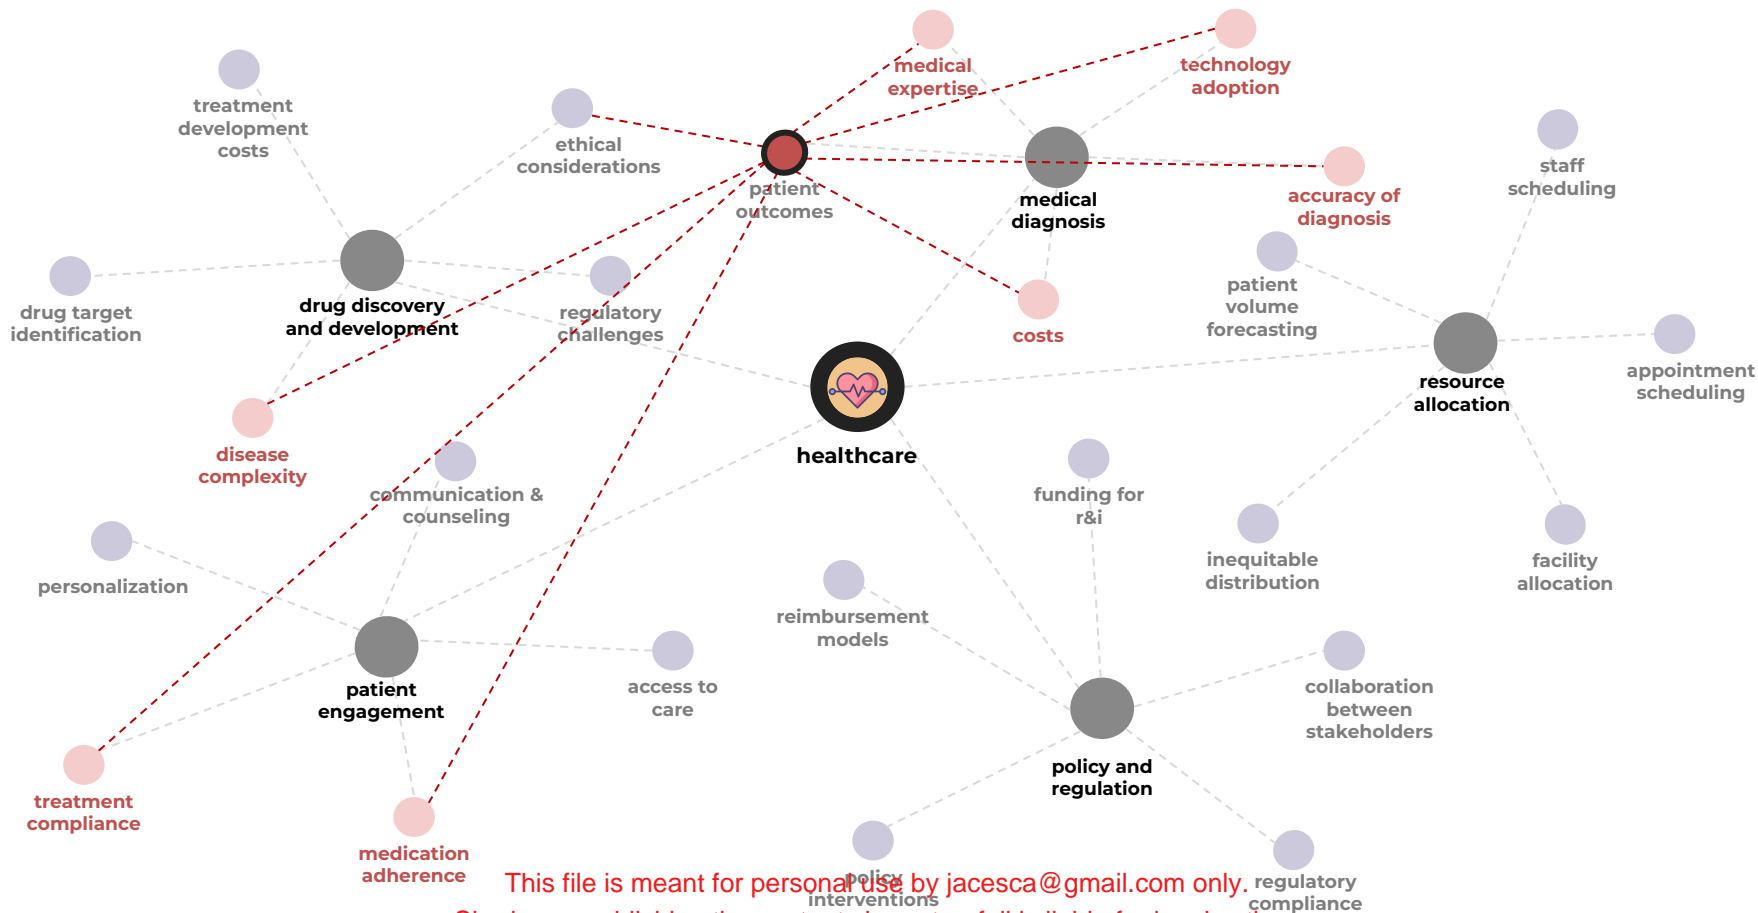 medical
expertise
technology
adoption
treatment
development
costs
ethical
considerations
patient
outcomes
medical
diagnosis
accuracy of
diagnosis
staff
scheduling
drug target
identification
drug discovery
and development
regulatory
challenges
costs
patient
volume
forecasting
resource
allocation
appointment
scheduling
disease
complexity
healthcare
communication &
counseling
funding for
r&i
personalization
inequitable
distribution
facility
allocation
reimbursement
models
patient
engagement
access to
care
collaboration
between
stakeholders
policy and
regulation
treatment
compliance
medication
adherence
policy
interventions
regulatory
compliance
This file is meant for personal use by jacesca@gmail.com only.